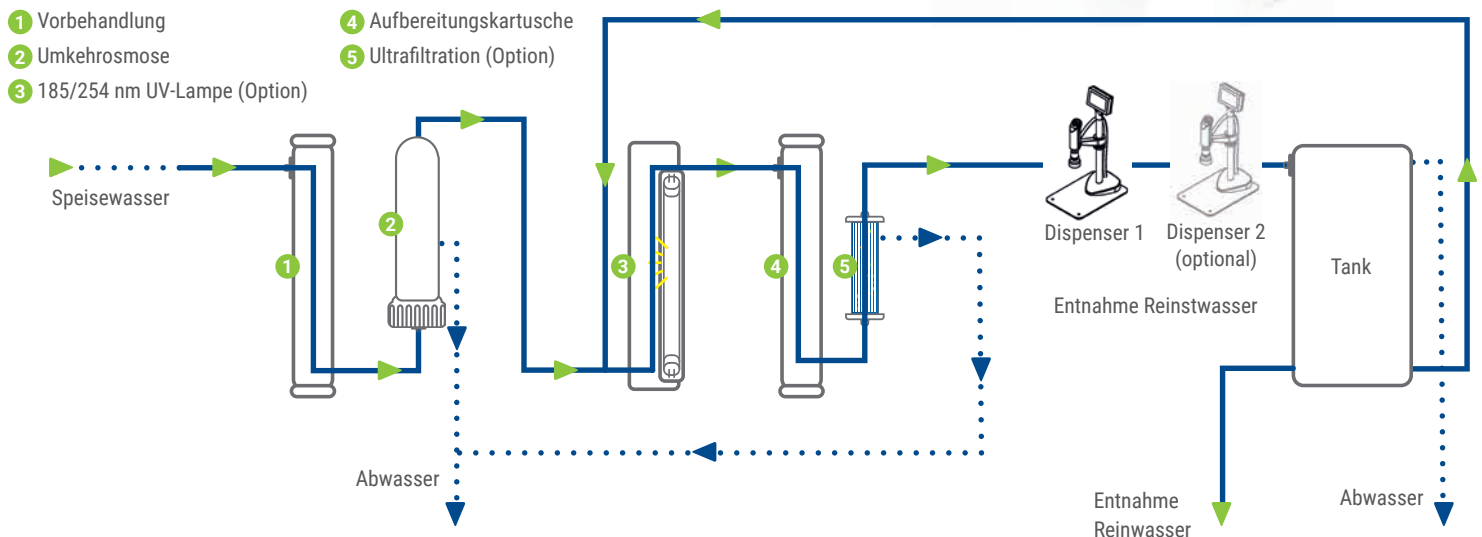 1 Vorbehandlung
2 Umkehrosmose
3 185/254 nm UV-Lampe (Option)
4 Aufbereitungskartusche
5 Ultrafiltration (Option)
Speisewasser
1
2
3
4
5
Dispenser 1
Dispenser 2
(optional)
Entnahme Reinstwasser
Tank
Abwasser
Entnahme
Reinwasser
Abwasser